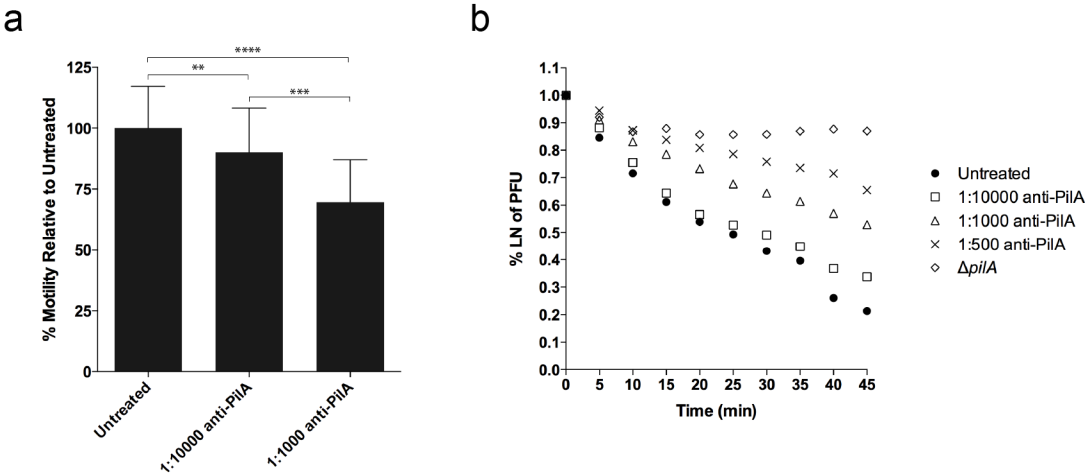 a
% Motility Relative to Untreated
125
100
75
50
25
0
****
**
***
Untreated
1:10000 anti-PilA
1:1000 anti-PilA
b
% LN of PFU
1.1
1.0
0.9
0.8
0.7
0.6
0.5
0.4
0.3
0.2
0.1
0.0
0 5 10 15 20 25 30 35 40 45
Time (min)
Untreated
1:10000 anti-PilA
1:1000 anti-PilA
1:500 anti-PilA
ΔpilA